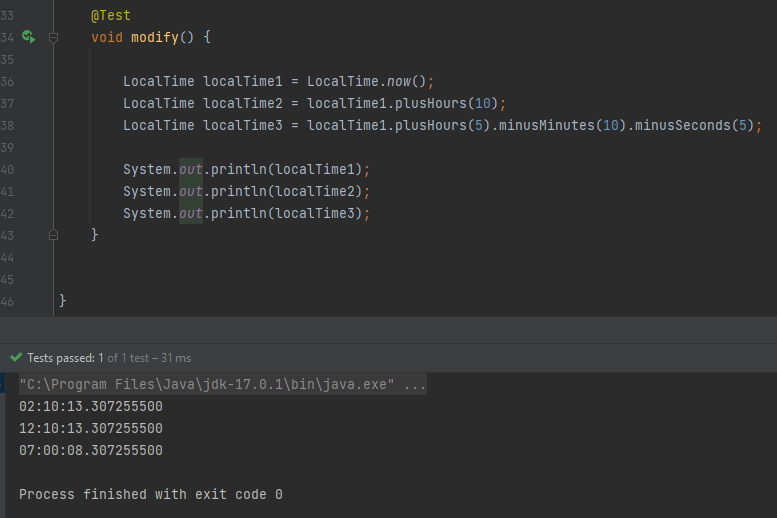 33 @Test
34 void modify() {
35
36 LocalTime localTime1 = LocalTime.now();
37 LocalTime localTime2 = localTime1.plusHours(10);
38 LocalTime localTime3 = localTime1.plusHours(5).minusMinutes(10).minusSeconds(5);
39
40 System.out.println(localTime1);
41 System.out.println(localTime2);
42 System.out.println(localTime3);
43 }
44
45
46 }
Tests passed: 1 of 1 test – 31 ms
"C:\Program Files\Java\jdk-17.0.1\bin\java.exe" ...
02:10:13.307255500
12:10:13.307255500
07:00:08.307255500
Process finished with exit code 0